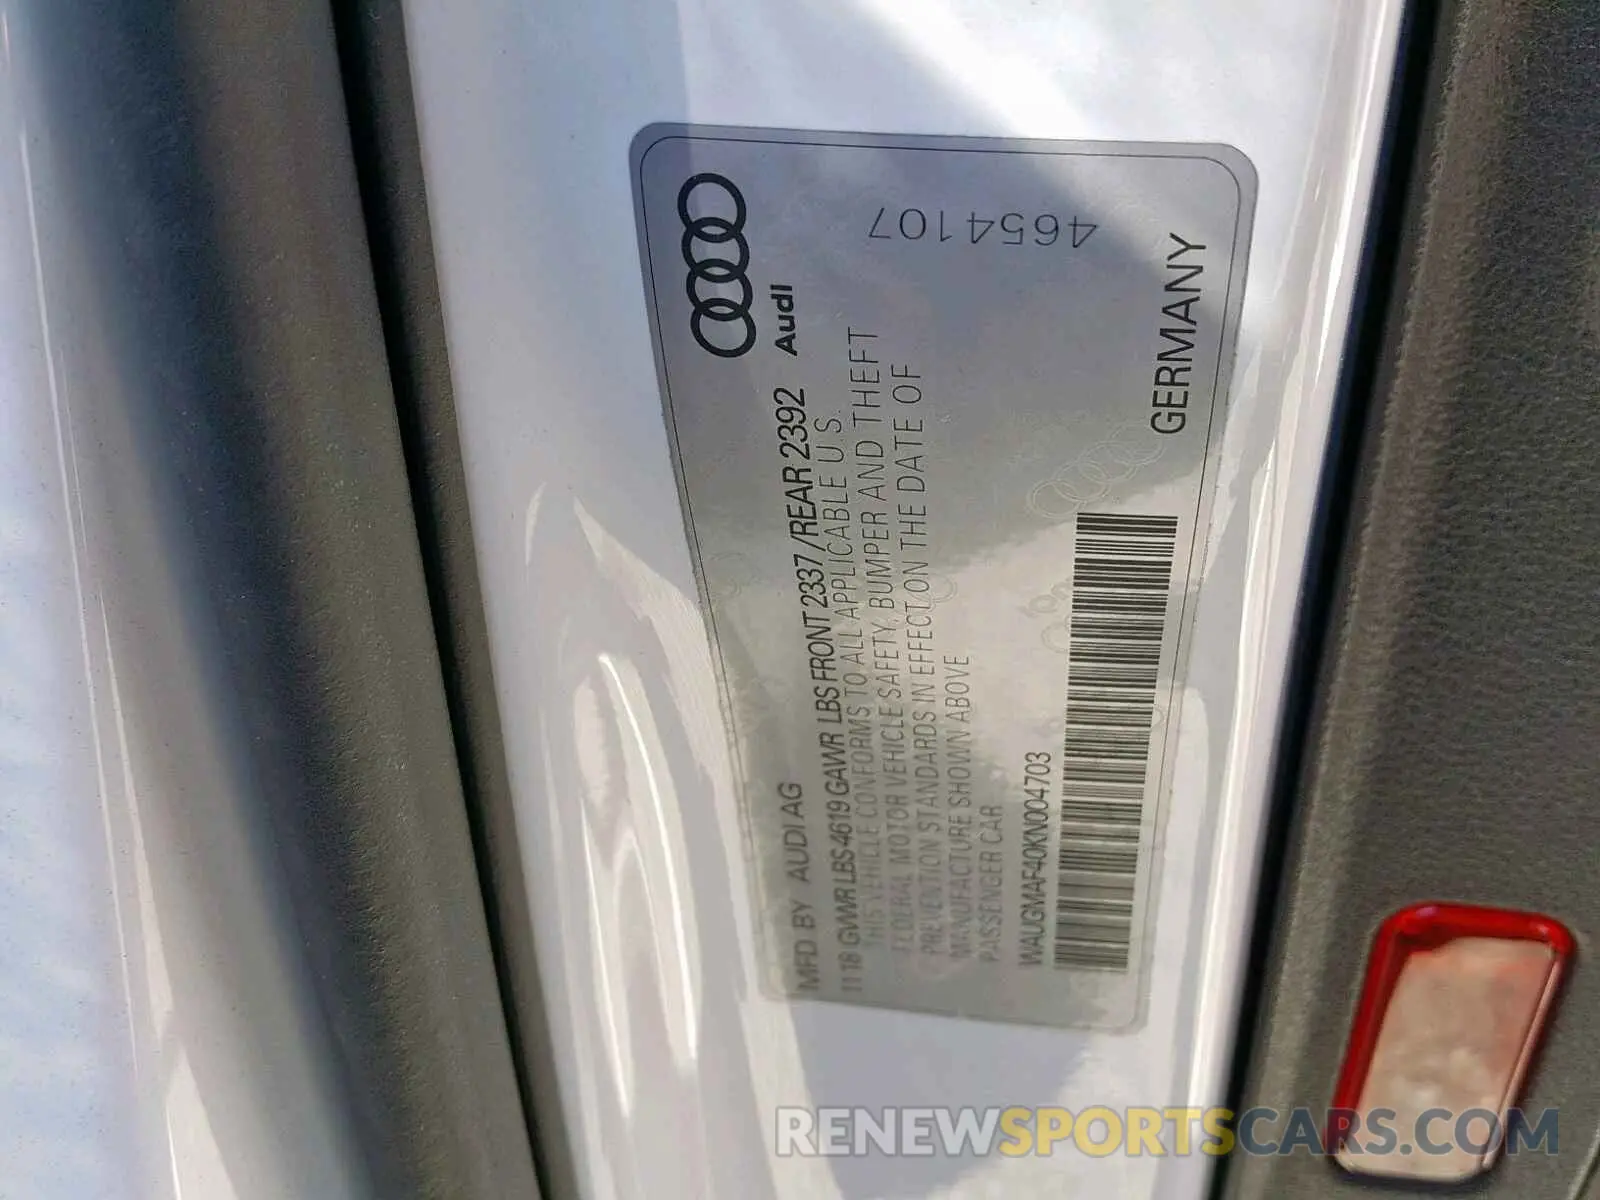 MFD BY AUDI AG
Audi
11 18 GVWR LBS 4619 GAWR LBS FRONT 2337/REAR 2392
THIS VEHICLE CONFORMS TO ALL APPLICABLE U.S.
FEDERAL MOTOR VEHICLE SAFETY, BUMPER AND THEFT
PREVENTION STANDARDS IN EFFECT ON THE DATE OF
MANUFACTURE SHOWN ABOVE
PASSENGER CAR
4654107
WAUGMAF40KN004703
GERMANY
RENEWSPORTSCARS.COM